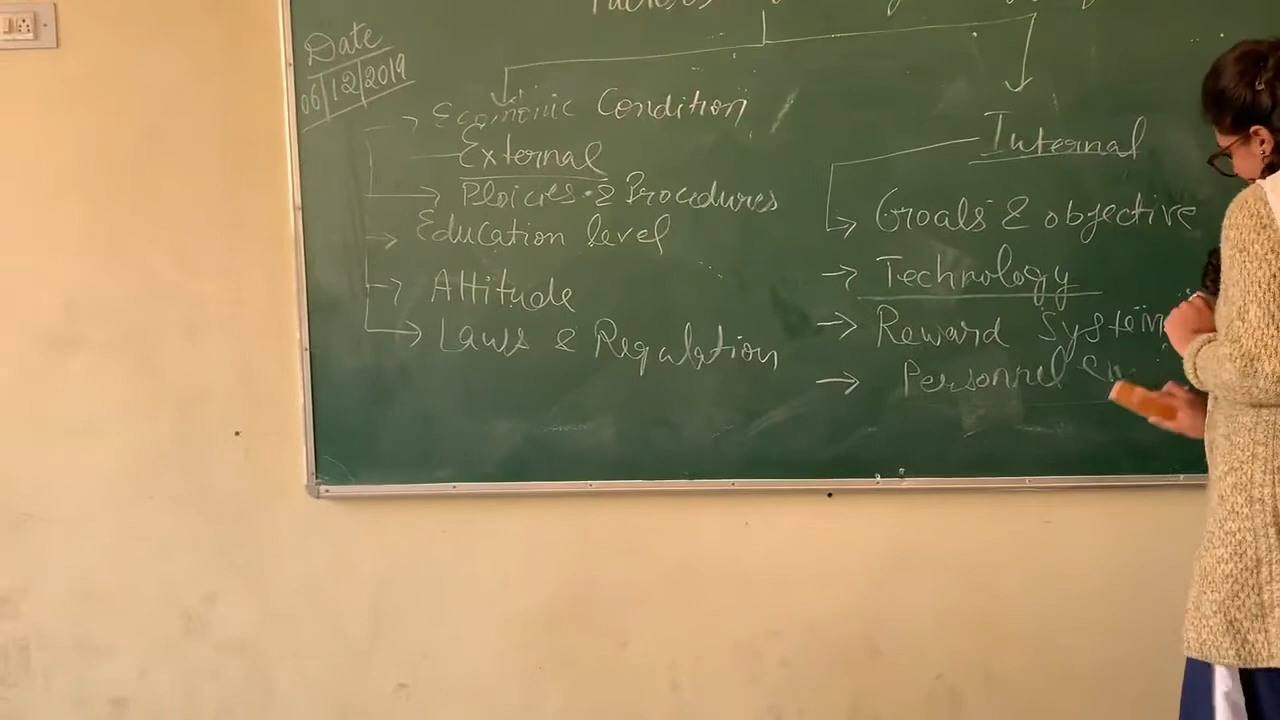 Date
06/12/2019
Economic Condition
External
Ploicies & Procedures
Education level
Attitude
Laws & Regulation
Internal
Goals & objective
Technology
Reward System
Personnel